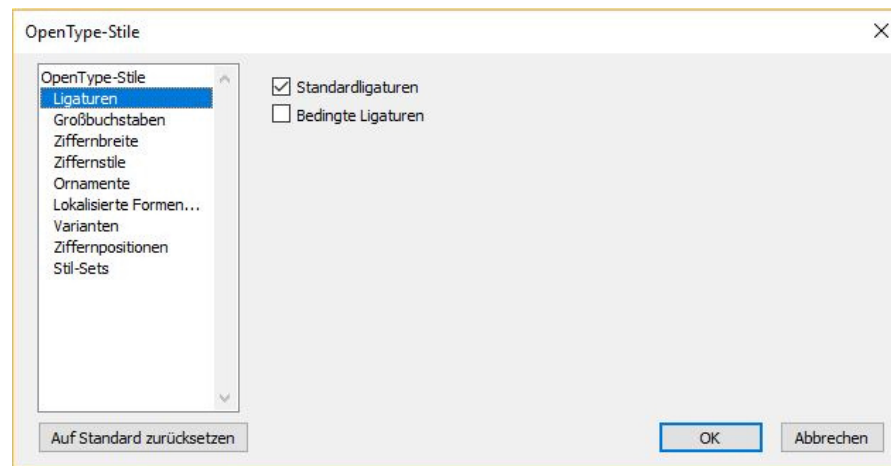 OpenType-Stile
OpenType-Stile
Ligaturen
Großbuchstaben
Ziffernbreite
Ziffernstile
Ornamente
Lokalisierte Formen...
Varianten
Ziffernpositionen
Stil-Sets
Standardligaturen
Bedingte Ligaturen
Auf Standard zurücksetzen
OK
Abbrechen